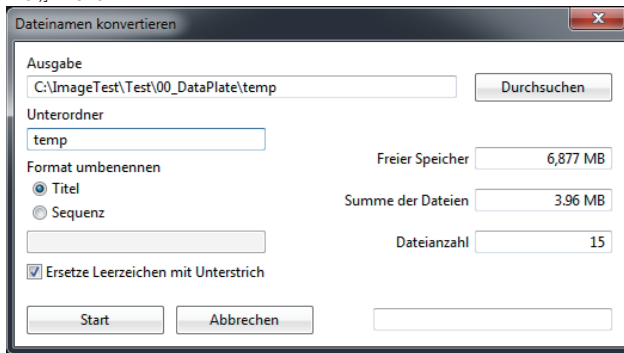 Dateinamen konvertieren
Ausgabe
C:\ImageTest\Test\00_DataPlate\temp
Durchsuchen
Unterordner
temp
Freier Speicher 6,877 MB
Format umbenennen
Titel
Summe der Dateien 3.96 MB
Sequenz
Dateianzahl 15
Ersetze Leerzeichen mit Unterstrich
Start Abbrechen